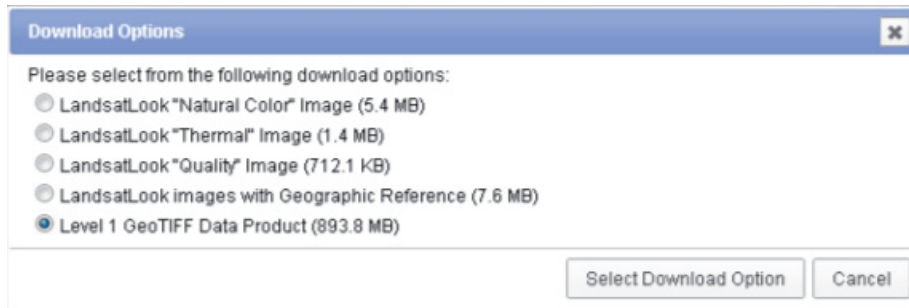 Download Options
Please select from the following download options:
LandsatLook "Natural Color" Image (5.4 MB)
LandsatLook "Thermal" Image (1.4 MB)
LandsatLook "Quality" Image (712.1 KB)
LandsatLook images with Geographic Reference (7.6 MB)
Level 1 GeoTIFF Data Product (893.8 MB)
Select Download Option Cancel